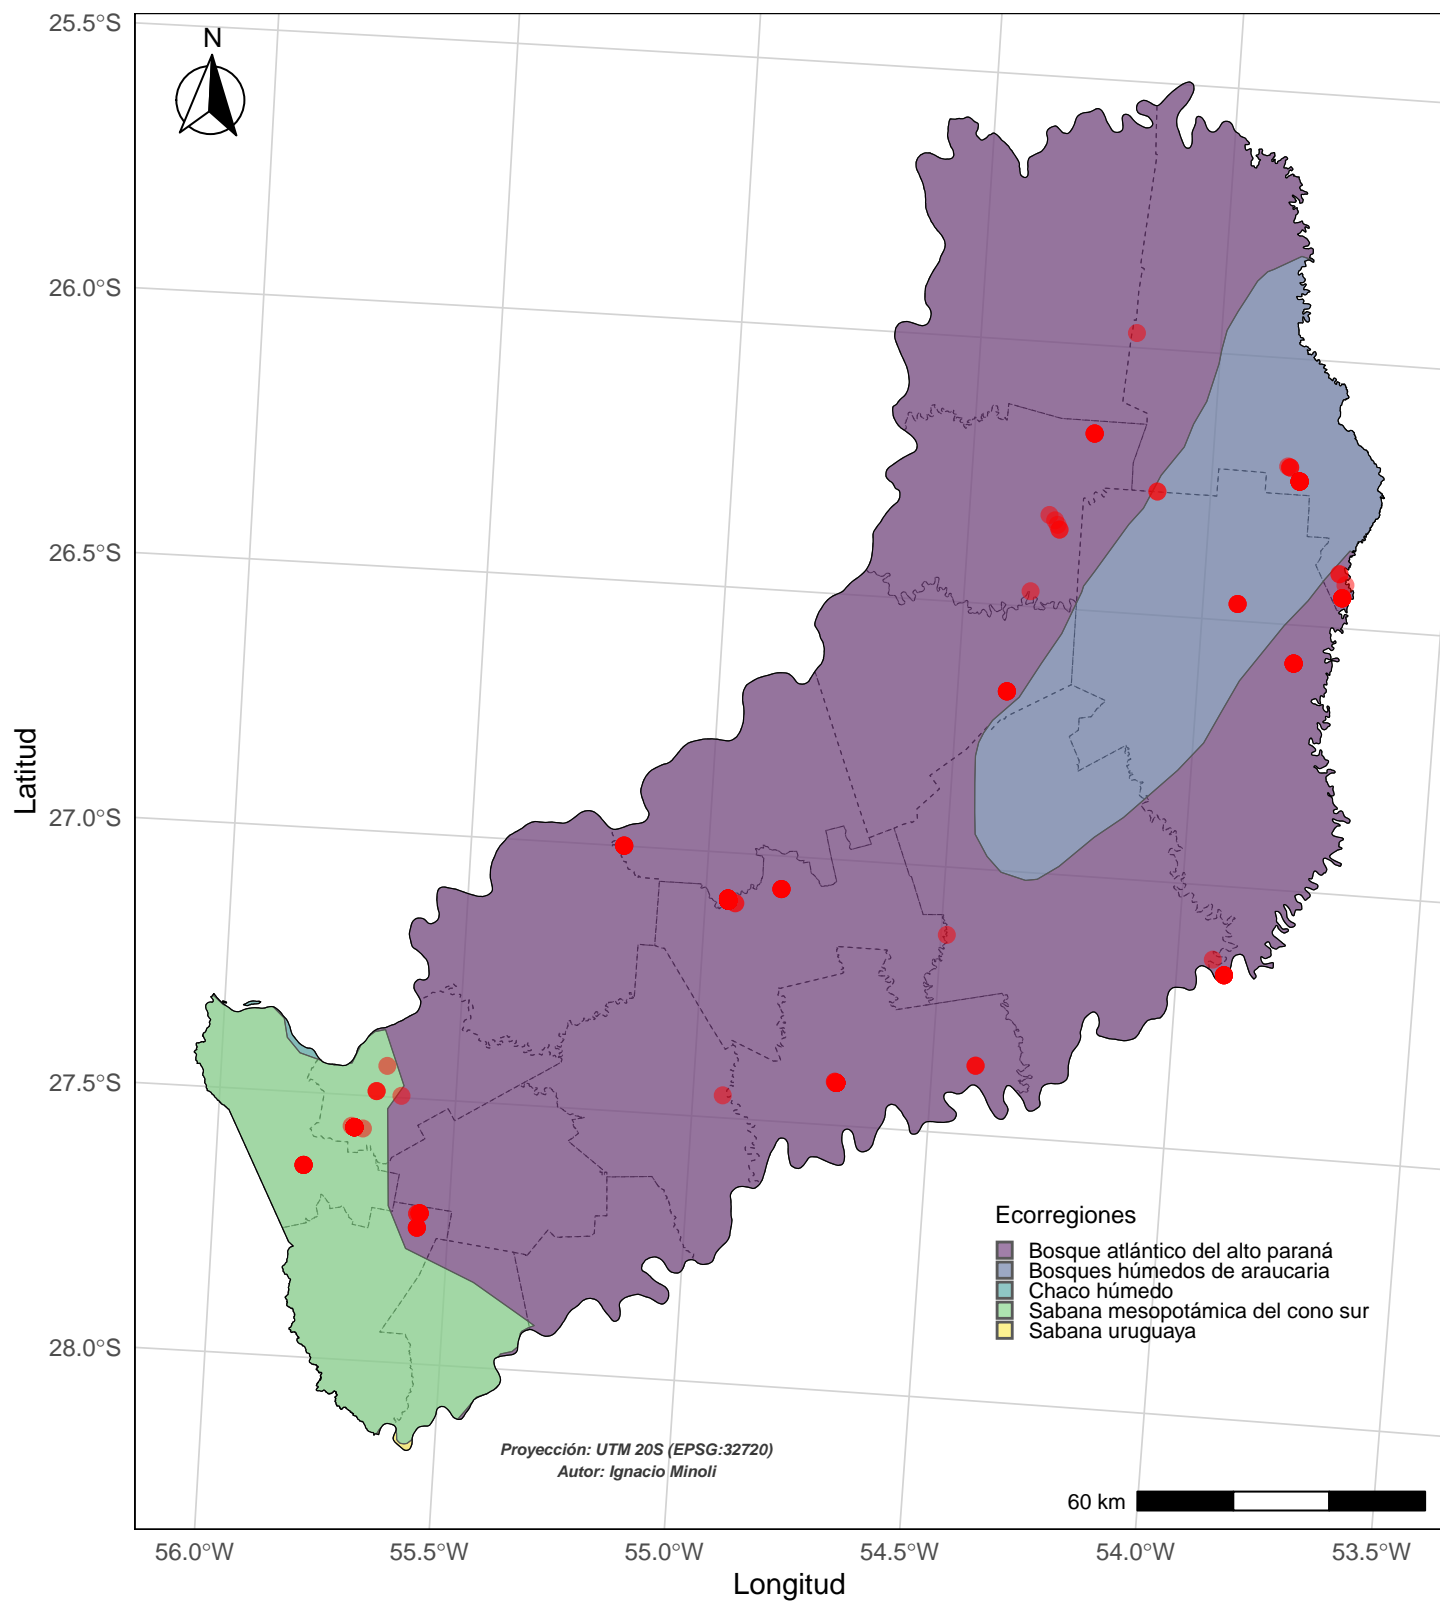 25.5°S
N
26.0°S
26.5°S
Latitud
27.0°S
27.5°S
Ecorregiones
Bosque atlántico del alto paraná
Bosques húmedos de araucaria
Chaco húmedo
Sabana mesopotámica del cono sur
Sabana uruguaya
28.0°S
Proyección: UTM 20S (EPSG:32720)
Autor: Ignacio Minoli
60 km
56.0°W 55.5°W 55.0°W 54.5°W 54.0°W 53.5°W
Longitud